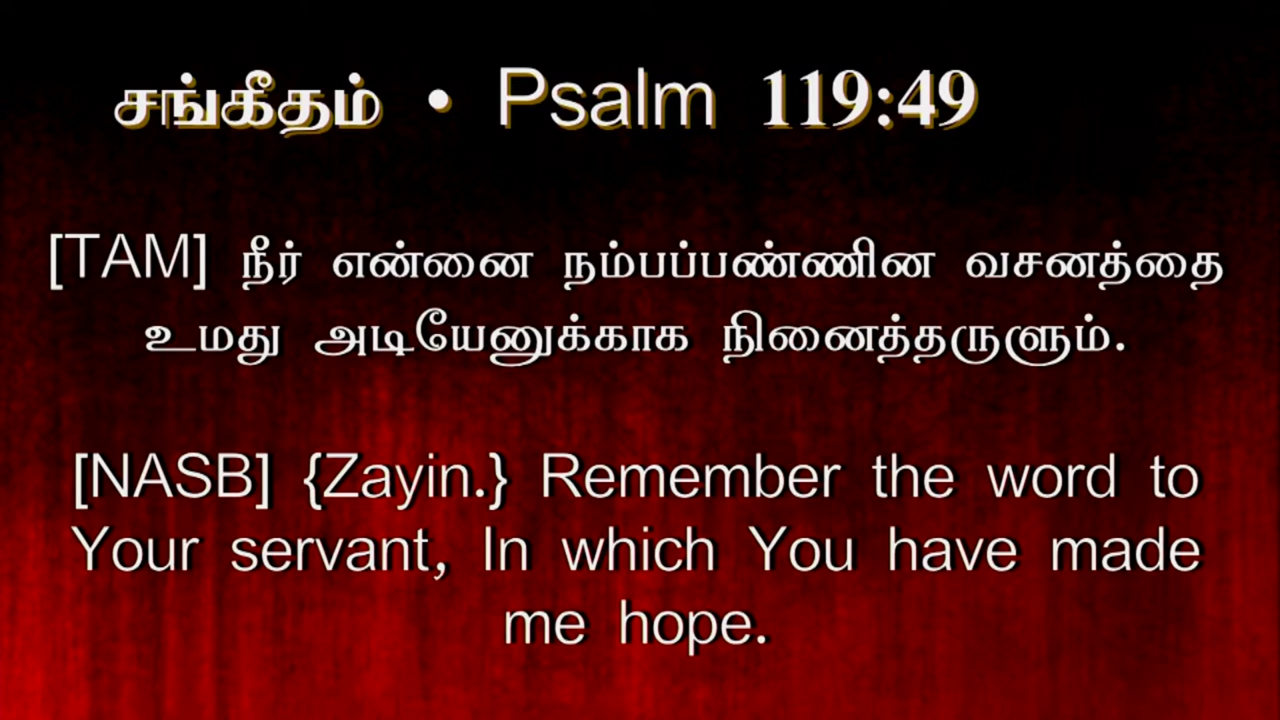 சங்கீதம் • Psalm 119:49
[TAM] நீர் என்னை நம்பப்பண்ணின வசனத்தை
உமது அடியேனுக்காக நினைத்தருளும்.
[NASB] {Zayin.} Remember the word to
Your servant, In which You have made
me hope.